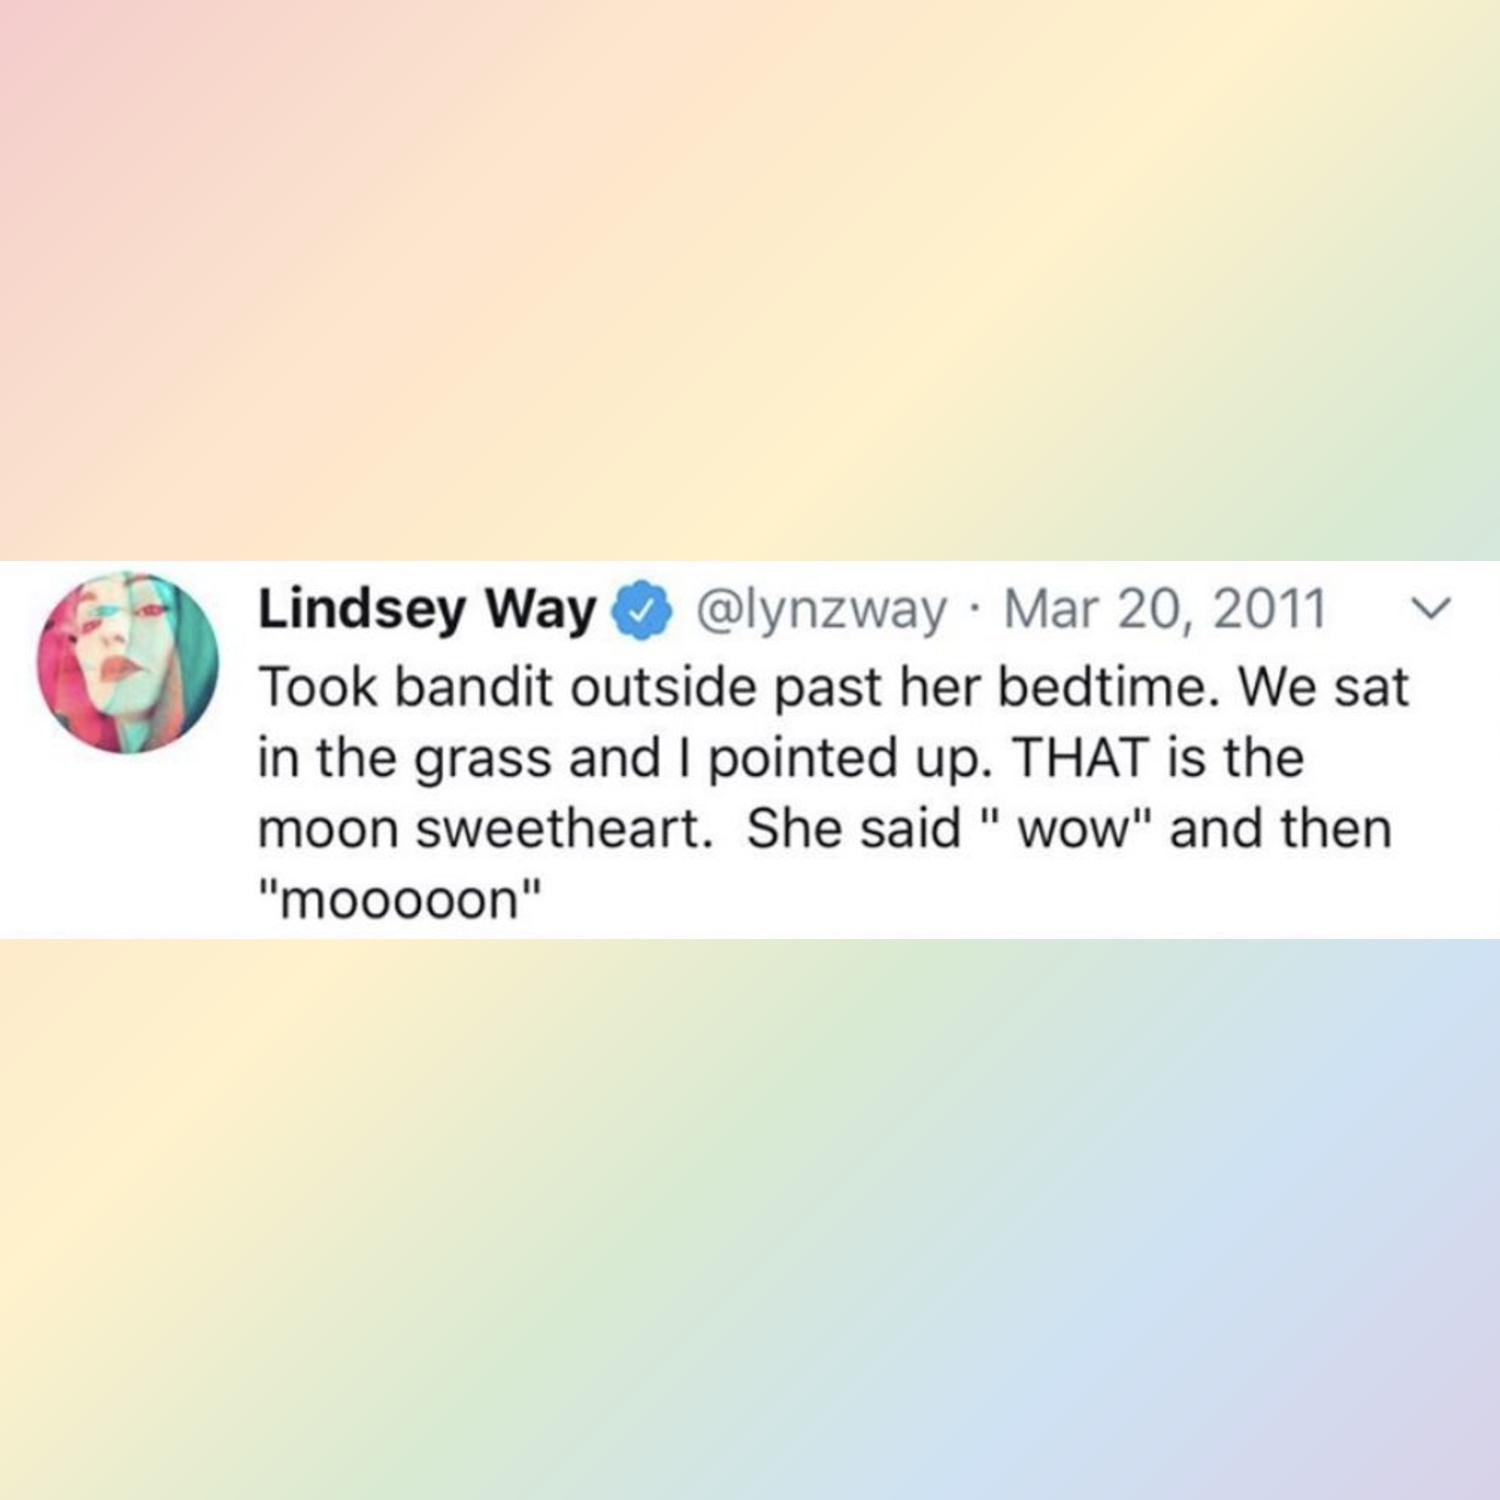 Lindsey Way @lynzway · Mar 20, 2011
Took bandit outside past her bedtime. We sat
in the grass and I pointed up. THAT is the
moon sweetheart.  She said " wow" and then
"mooooon"